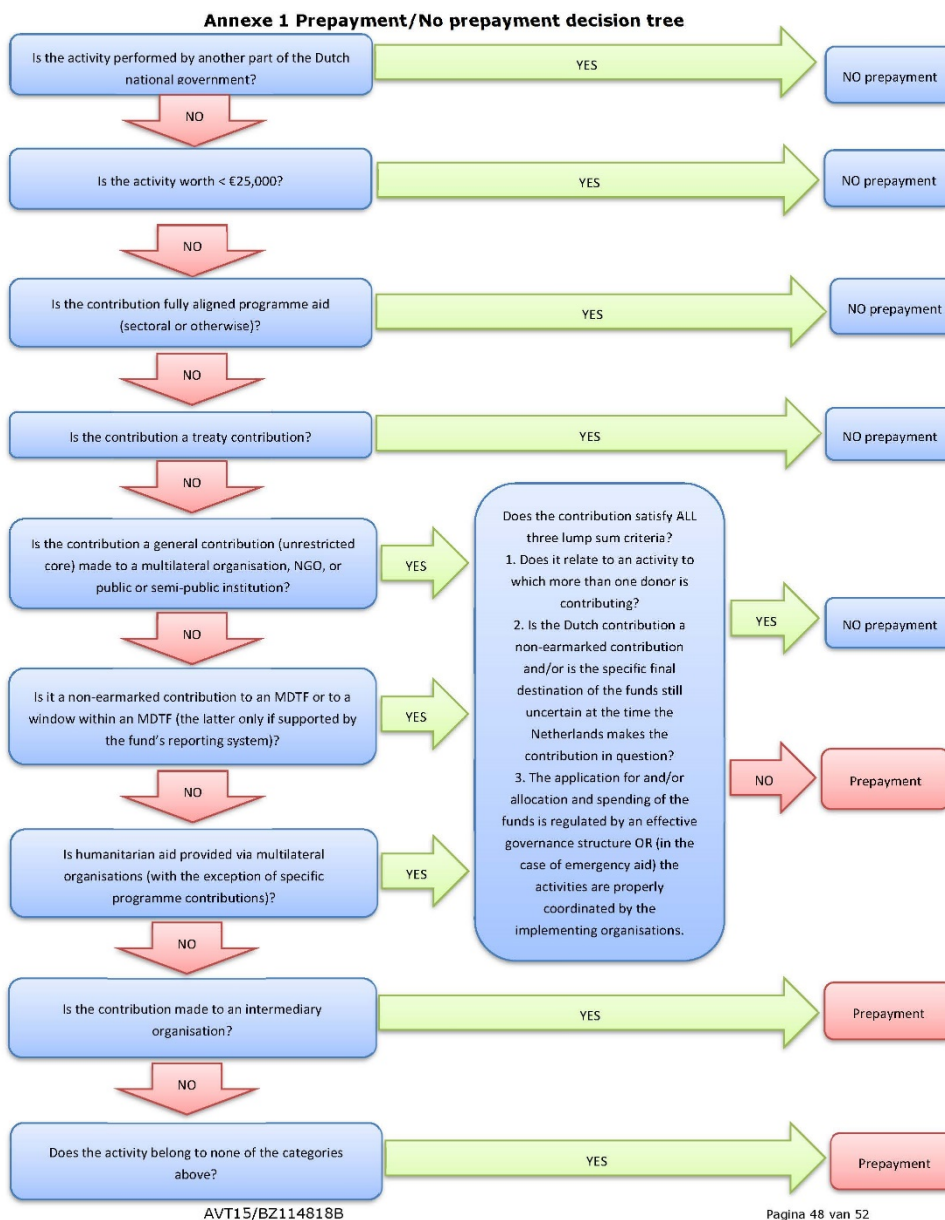 Annexe 1 Prepayment/No prepayment decision tree
Is the activity performed by another part of the Dutch
national government?
YES
NO prepayment
NO
Is the activity worth < €25,000?
YES
NO prepayment
NO
Is the contribution fully aligned programme aid
(sectoral or otherwise)?
YES
NO prepayment
NO
Is the contribution a treaty contribution?
YES
NO prepayment
NO
Is the contribution a general contribution (unrestricted
core) made to a multilateral organisation, NGO, or
public or semi-public institution?
YES
NO
Is it a non-earmarked contribution to an MDTF or to a
window within an MDTF (the latter only if supported by
the fund's reporting system)?
YES
NO
Is humanitarian aid provided via multilateral
organisations (with the exception of specific
programme contributions)?
YES
Does the contribution satisfy ALL
three lump sum criteria?
1. Does it relate to an activity to
which more than one donor is
contributing?
2. Is the Dutch contribution a
non-earmarked contribution
and/or is the specific final
destination of the funds still
uncertain at the time the
Netherlands makes the
contribution in question?
3. The application for and/or
allocation and spending of the
funds is regulated by an effective
governance structure OR (in the
case of emergency aid) the
activities are properly
coordinated by the
implementing organisations.
YES
NO prepayment
NO
Prepayment
NO
Is the contribution made to an intermediary
organisation?
YES
Prepayment
NO
Does the activity belong to none of the categories
above?
YES
Prepayment
AVT15/BZ114818B
Pagina 48 van 52